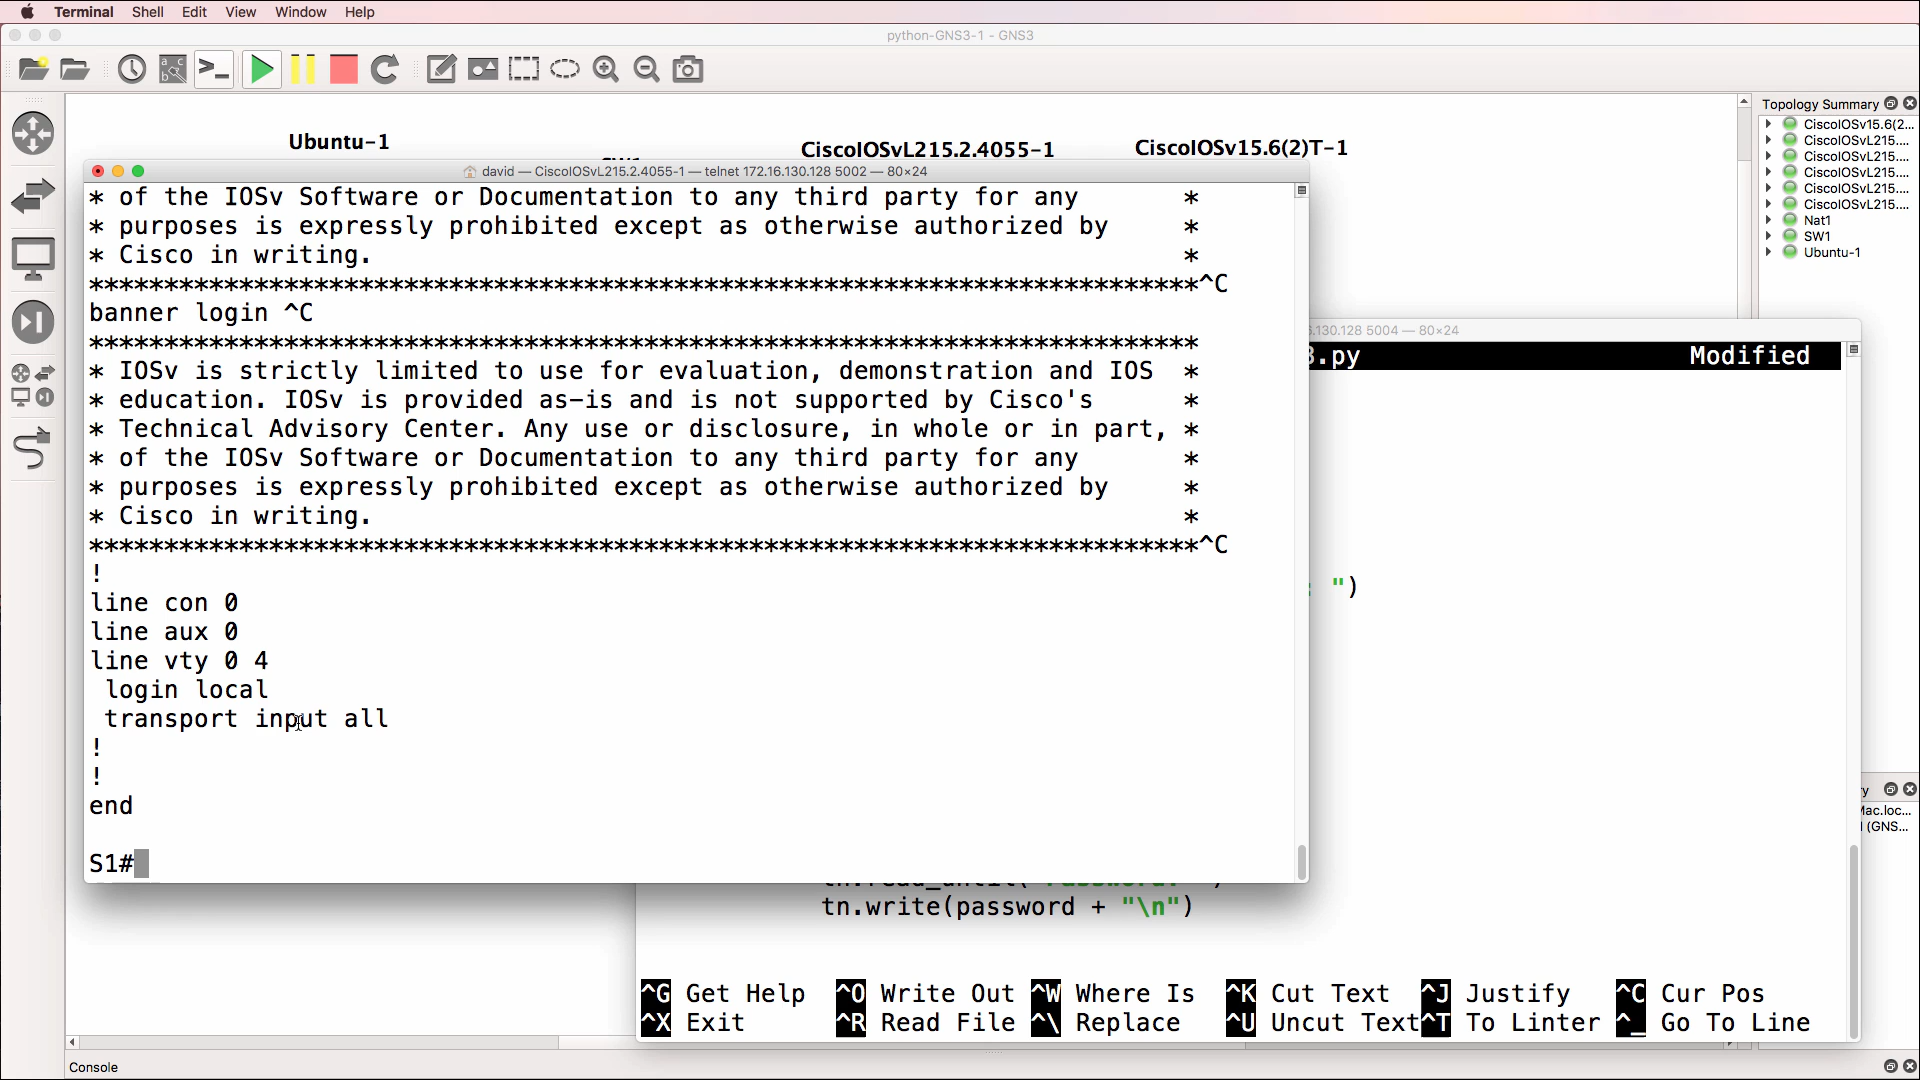 Terminal Shell Edit View Window Help
python-GNS3-1 - GNS3
Topology Summary
Ubuntu-1
CiscoIOSvL215.2.4055-1
CiscoIOSv15.6(2)T-1
CiscoIOSv15.6(2...
CiscoIOSvL215....
CiscoIOSvL215....
CiscoIOSvL215....
CiscoIOSvL215....
CiscoIOSvL215....
Nat1
SW1
Ubuntu-1
david — CiscoIOSvL215.2.4055-1 — telnet 172.16.130.128 5002 — 80×24
* of the IOSv Software or Documentation to any third party for any *
* purposes is expressly prohibited except as otherwise authorized by *
* Cisco in writing. *
**************************************************************************^C
banner login ^C
**************************************************************************
* IOSv is strictly limited to use for evaluation, demonstration and IOS *
* education. IOSv is provided as-is and is not supported by Cisco's *
* Technical Advisory Center. Any use or disclosure, in whole or in part, *
* of the IOSv Software or Documentation to any third party for any *
* purposes is expressly prohibited except as otherwise authorized by *
* Cisco in writing. *
**************************************************************************^C
!
line con 0
line aux 0
line vty 0 4
login local
transport input all
!
!
end
S1#
.130.128 5004 — 80×24
3.py Modified
: ")
tn.write(password + "\n")
^G Get Help ^O Write Out ^W Where Is ^K Cut Text ^J Justify ^C Cur Pos
^X Exit ^R Read File ^\ Replace ^U Uncut Text ^T To Linter ^_ Go To Line
Mac.loc...
(GNS...
Console